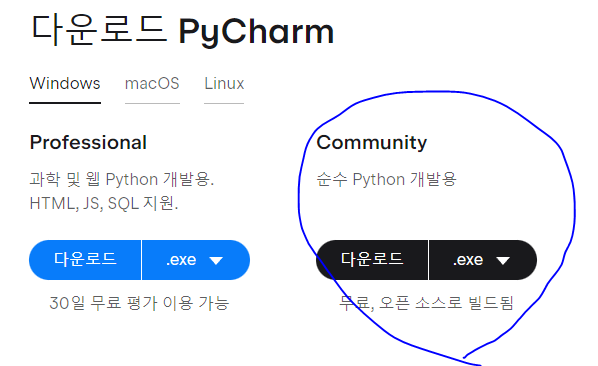 다운로드 PyCharm
Windows macOS Linux
Professional
과학 및 웹 Python 개발용.
HTML, JS, SQL 지원.
다운로드 .exe
30일 무료 평가 이용 가능
Community
순수 Python 개발용
다운로드 .exe
무료, 오픈 소스로 빌드됨